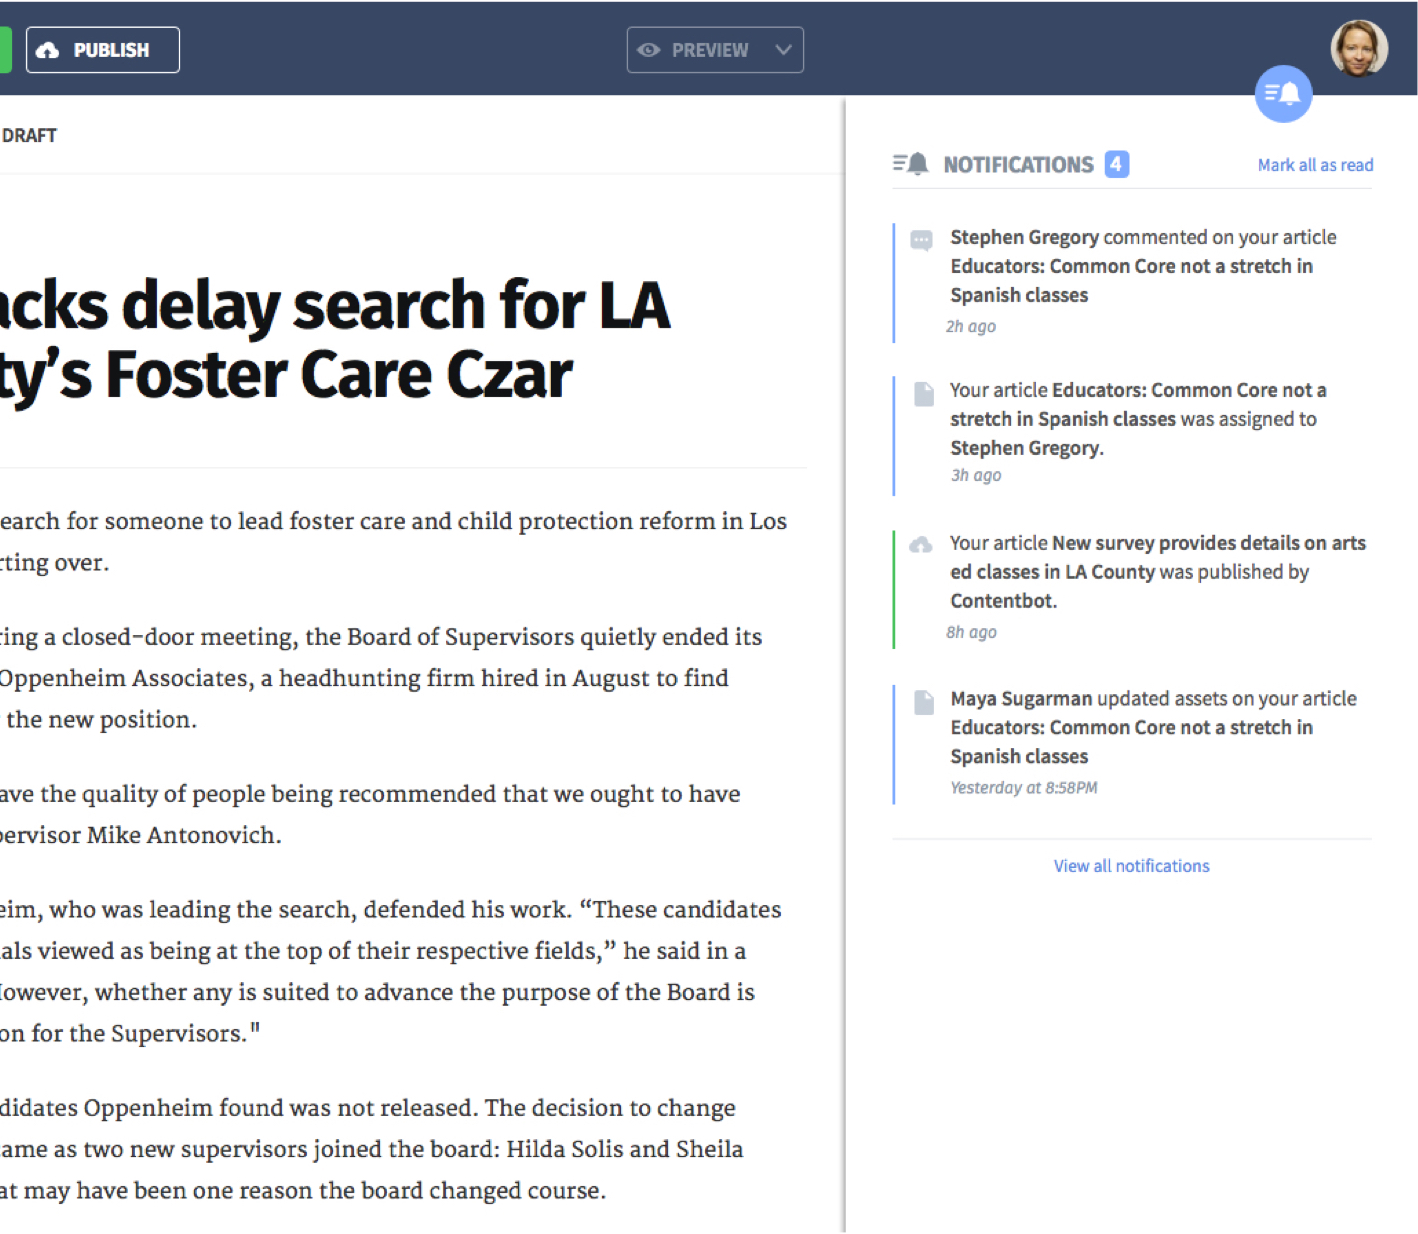 PUBLISH
PREVIEW
DRAFT
acks delay search for LA
ty’s Foster Care Czar
earch for someone to lead foster care and child protection reform in Los
rting over.
ring a closed-door meeting, the Board of Supervisors quietly ended its
Oppenheim Associates, a headhunting firm hired in August to find
the new position.
ave the quality of people being recommended that we ought to have
pervisor Mike Antonovich.
eim, who was leading the search, defended his work. “These candidates
als viewed as being at the top of their respective fields,” he said in a
However, whether any is suited to advance the purpose of the Board is
on for the Supervisors."
didates Oppenheim found was not released. The decision to change
came as two new supervisors joined the board: Hilda Solis and Sheila
at may have been one reason the board changed course.
NOTIFICATIONS 4
Mark all as read
Stephen Gregory commented on your article
Educators: Common Core not a stretch in
Spanish classes
2h ago
Your article Educators: Common Core not a
stretch in Spanish classes was assigned to
Stephen Gregory.
3h ago
Your article New survey provides details on arts
ed classes in LA County was published by
Contentbot.
8h ago
Maya Sugarman updated assets on your article
Educators: Common Core not a stretch in
Spanish classes
Yesterday at 8:58PM
View all notifications